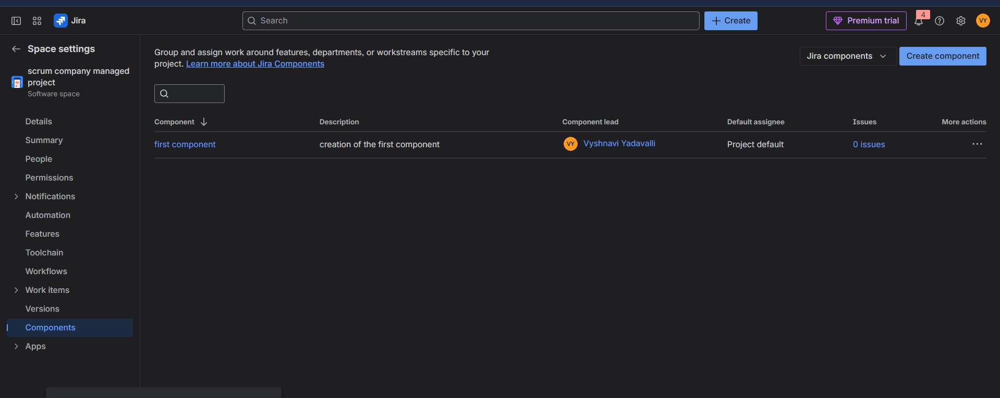 Jira
Search
Create
Premium trial
4
VY
Space settings
scrum company managed
project
Software space
Details
Summary
People
Permissions
Notifications
Automation
Features
Toolchain
Workflows
Work items
Versions
Components
Apps
Group and assign work around features, departments, or workstreams specific to your
project. Learn more about Jira Components
Jira components
Create component
Component Description Component lead Default assignee Issues More actions
first component creation of the first component VY Vyshnavi Yadavalli Project default 0 issues